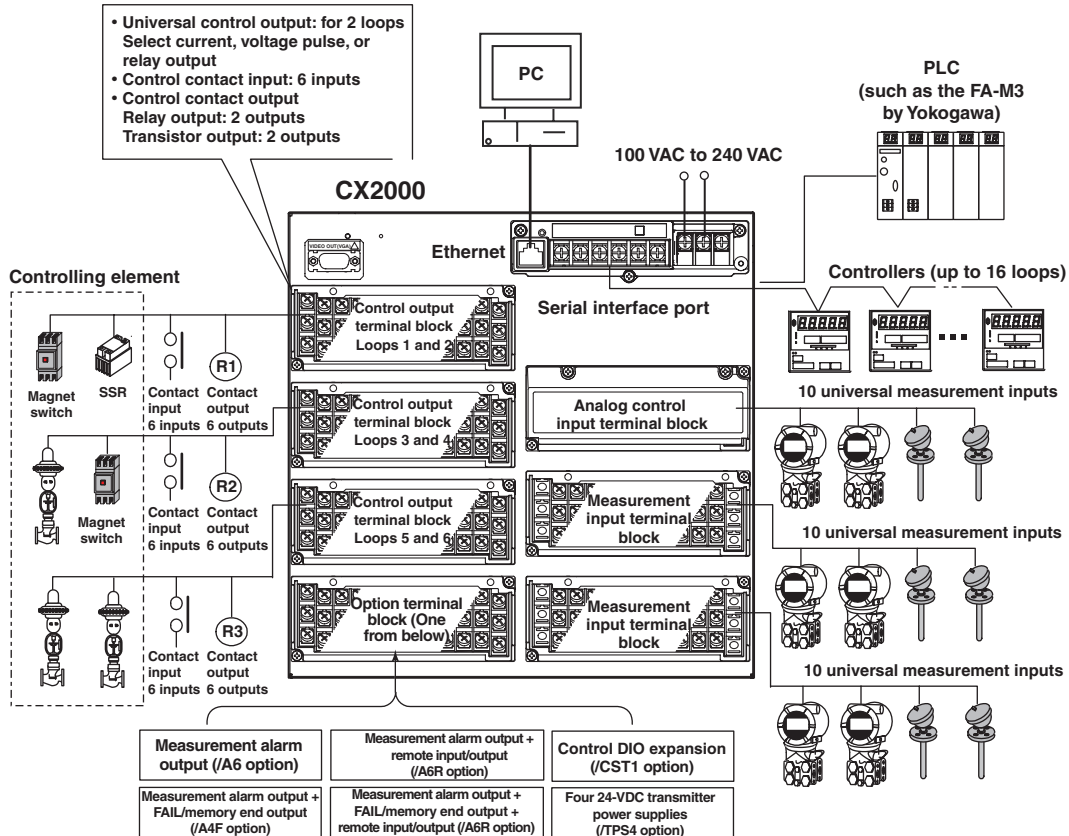 • Universal control output: for 2 loops
Select current, voltage pulse, or
relay output
• Control contact input: 6 inputs
• Control contact output
Relay output: 2 outputs
Transistor output: 2 outputs
PC
PLC
(such as the FA-M3
by Yokogawa)
100 VAC to 240 VAC
CX2000
VIDEO OUT(VGA)
Ethernet
Controlling element
Serial interface port
Controllers (up to 16 loops)
Control output
terminal block
Loops 1 and 2
Magnet
switch
SSR
Contact
input
6 inputs
R1
Contact
output
6 outputs
10 universal measurement inputs
Control output
terminal block
Loops 3 and 4
Analog control
input terminal block
Magnet
switch
Contact
input
6 inputs
R2
Contact
output
6 outputs
Control output
terminal block
Loops 5 and 6
Measurement
input terminal
block
10 universal measurement inputs
R3
Contact
input
6 inputs
Contact
output
6 outputs
Option terminal
block (One
from below)
Measurement
input terminal
block
10 universal measurement inputs
Measurement alarm
output (/A6 option)
Measurement alarm output +
remote input/output
(/A6R option)
Control DIO expansion
(/CST1 option)
Measurement alarm output +
FAIL/memory end output
(/A4F option)
Measurement alarm output +
FAIL/memory end output +
remote input/output (/A6R option)
Four 24-VDC transmitter
power supplies
(/TPS4 option)